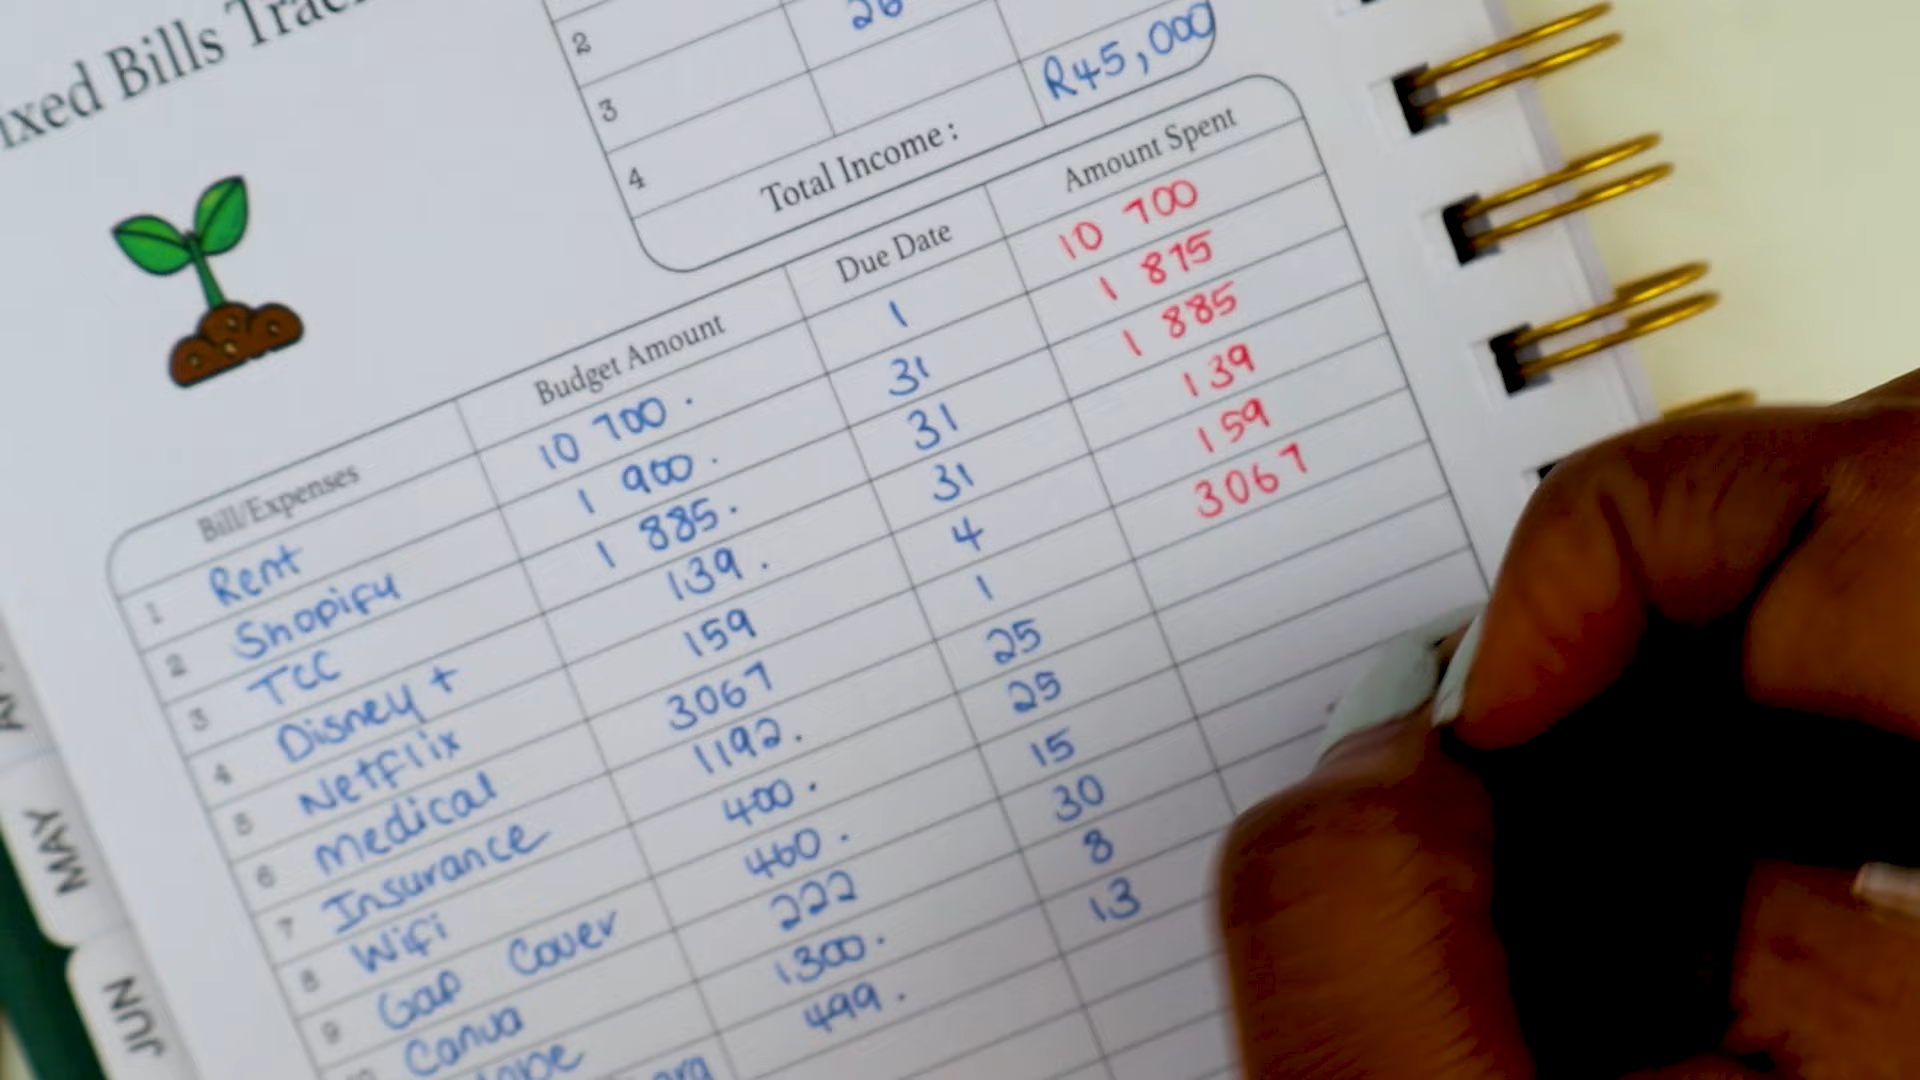 ixed Bills Trac
2 26
3
4
Total Income: R45,000
Bill/Expenses Budget Amount Due Date Amount Spent
1 Rent 10 700. 1 10 700
2 Shopify 1 900. 31 1 875
3 TCC 1 885. 31 1 885
4 Disney + 139. 31 139
5 Netflix 159 4 159
6 Medical 3067 1 3067
7 Insurance 1192. 25
8 Wifi 400. 25
9 Gap Cover 460. 15
10 Canva 222 30
1300. 8
499. 13
MAY
JUN